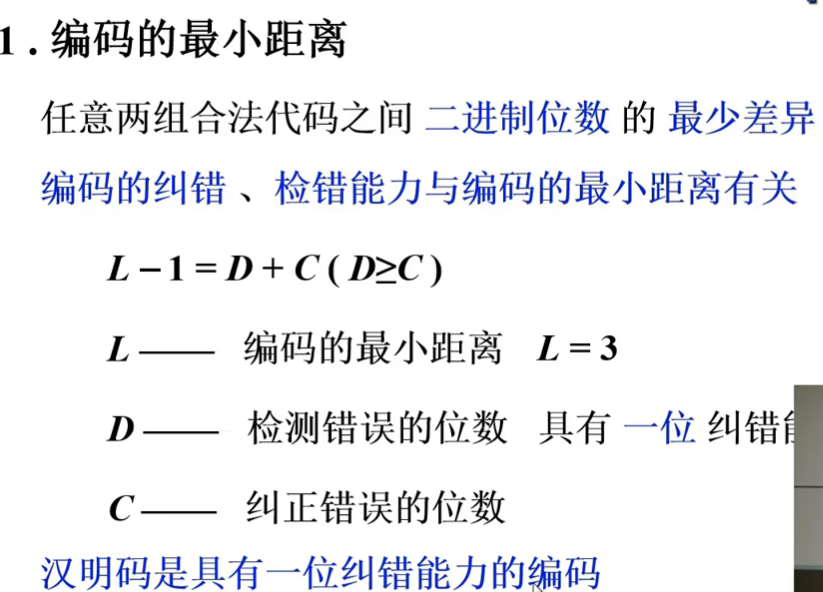 1 . 编码的最小距离
任意两组合法代码之间 二进制位数 的 最少差异
编码的纠错 、检错能力与编码的最小距离有关
L − 1 = D + C ( D≥C )
L —— 编码的最小距离 L = 3
D —— 检测错误的位数 具有 一位 纠错
C —— 纠正错误的位数
汉明码是具有一位纠错能力的编码